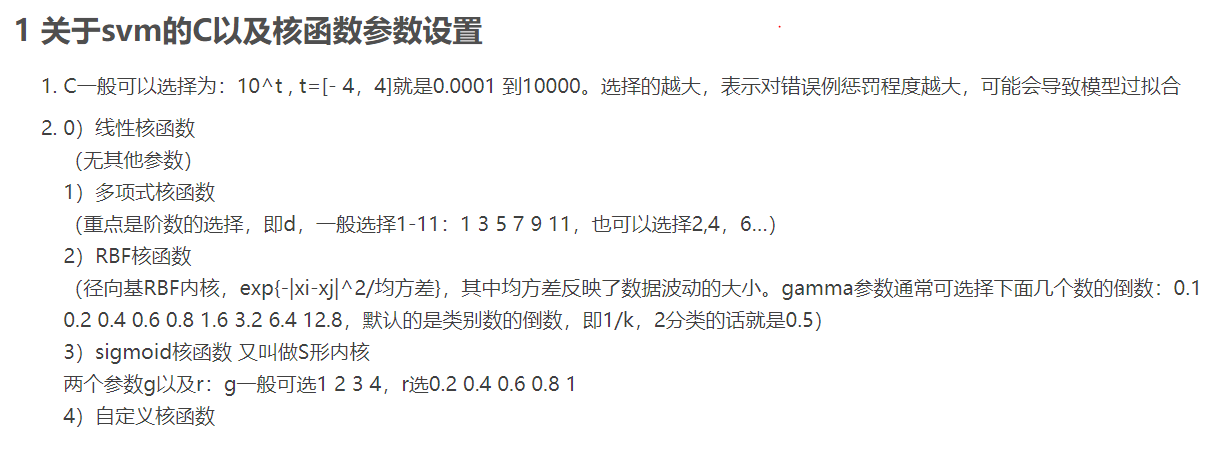 1 关于svm的C以及核函数参数设置
1. C一般可以选择为：10^t , t=[- 4，4]就是0.0001 到10000。选择的越大，表示对错误例惩罚程度越大，可能会导致模型过拟合
2. 0）线性核函数
（无其他参数）
1）多项式核函数
（重点是阶数的选择，即d，一般选择1-11：1 3 5 7 9 11，也可以选择2,4，6…）
2）RBF核函数
（径向基RBF内核，exp{-|xi-xj|^2/均方差}，其中均方差反映了数据波动的大小。gamma参数通常可选择下面几个数的倒数：0.1
0.2 0.4 0.6 0.8 1.6 3.2 6.4 12.8，默认的是类别数的倒数，即1/k，2分类的话就是0.5）
3）sigmoid核函数 又叫做S形内核
两个参数g以及r：g一般可选1 2 3 4，r选0.2 0.4 0.6 0.8 1
4）自定义核函数